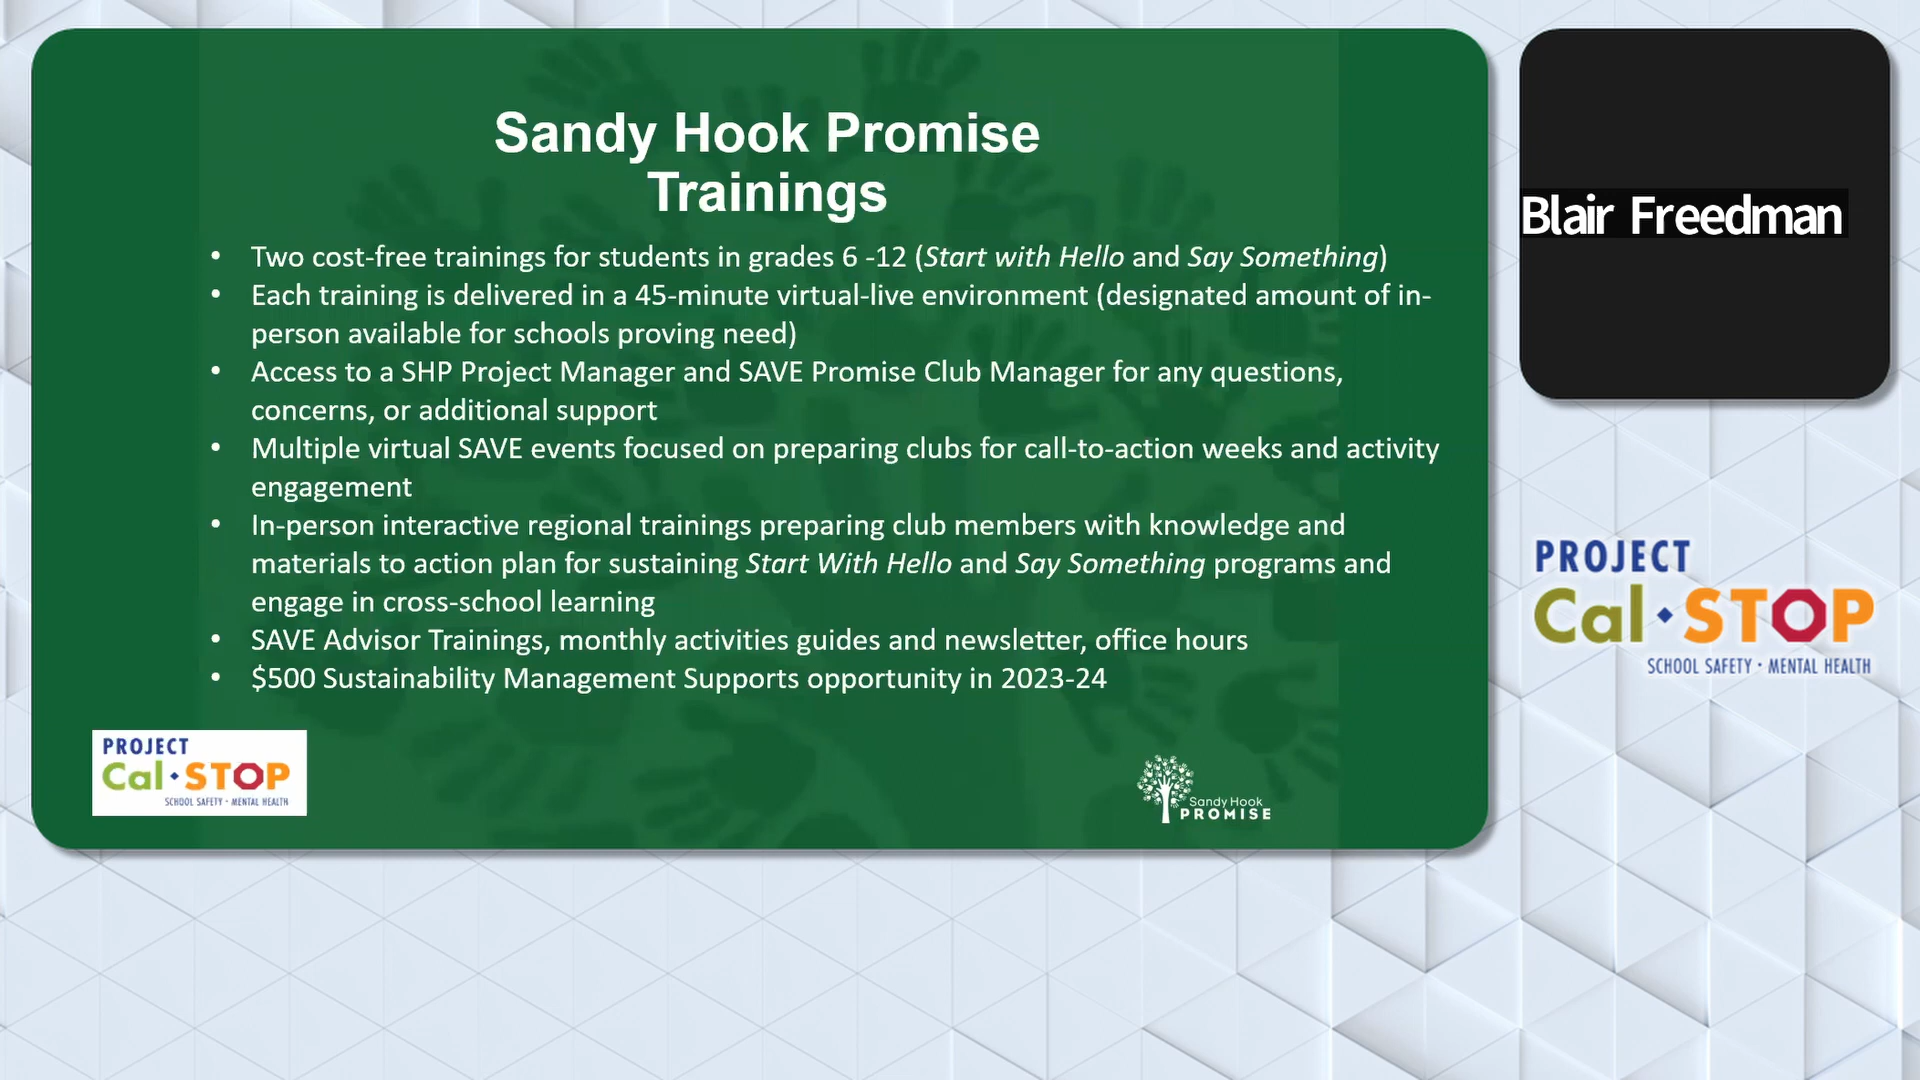 Sandy Hook Promise
Trainings
• Two cost-free trainings for students in grades 6 -12 (Start with Hello and Say Something)
• Each training is delivered in a 45-minute virtual-live environment (designated amount of in-
person available for schools proving need)
• Access to a SHP Project Manager and SAVE Promise Club Manager for any questions,
concerns, or additional support
• Multiple virtual SAVE events focused on preparing clubs for call-to-action weeks and activity
engagement
• In-person interactive regional trainings preparing club members with knowledge and
materials to action plan for sustaining Start With Hello and Say Something programs and
engage in cross-school learning
• SAVE Advisor Trainings, monthly activities guides and newsletter, office hours
• $500 Sustainability Management Supports opportunity in 2023-24
PROJECT
Cal·STOP
SCHOOL SAFETY · MENTAL HEALTH
Sandy Hook
PROMISE
Blair Freedman
PROJECT
Cal·STOP
SCHOOL SAFETY · MENTAL HEALTH